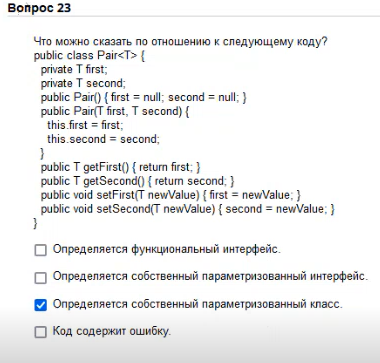 Вопрос 23
Что можно сказать по отношению к следующему коду?
public class Pair<T> {
private T first;
private T second;
public Pair() { first = null; second = null; }
public Pair(T first, T second) {
this.first = first;
this.second = second;
}
public T getFirst() { return first; }
public T getSecond() { return second; }
public void setFirst(T newValue) { first = newValue; }
public void setSecond(T newValue) { second = newValue; }
}
Определяется функциональный интерфейс.
Определяется собственный параметризованный интерфейс.
Определяется собственный параметризованный класс.
Код содержит ошибку.